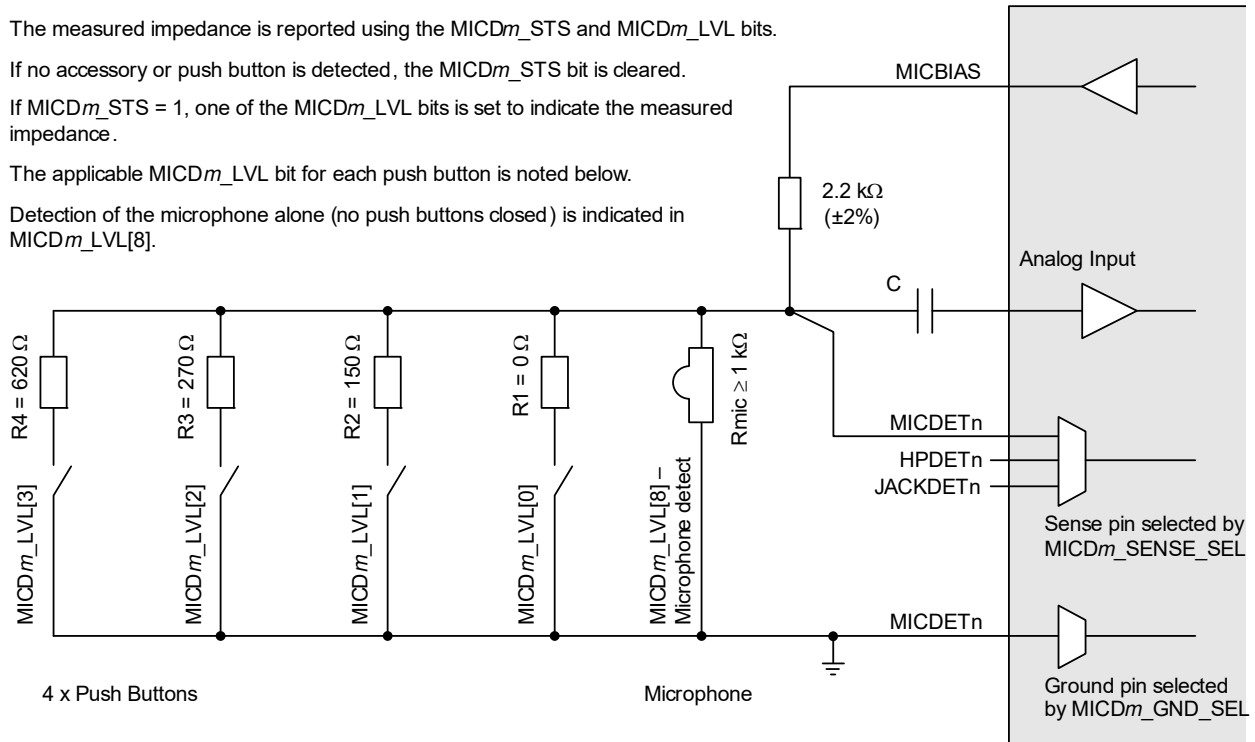 The measured impedance is reported using the MICDm_STS and MICDm_LVL bits.
If no accessory or push button is detected, the MICDm_STS bit is cleared.
If MICDm_STS = 1, one of the MICDm_LVL bits is set to indicate the measured
impedance.
The applicable MICDm_LVL bit for each push button is noted below.
Detection of the microphone alone (no push buttons closed) is indicated in
MICDm_LVL[8].
MICBIAS
2.2 kΩ
(±2%)
Analog Input
C
R4 = 620 Ω
R3 = 270 Ω
R2 = 150 Ω
R1 = 0 Ω
Rmic ≥ 1 kΩ
MICDm_LVL[3]
MICDm_LVL[2]
MICDm_LVL[1]
MICDm_LVL[0]
MICDm_LVL[8] –
Microphone detect
MICDETn
HPDETn
JACKDETn
Sense pin selected by
MICDm_SENSE_SEL
MICDETn
Ground pin selected
by MICDm_GND_SEL
4 x Push Buttons
Microphone